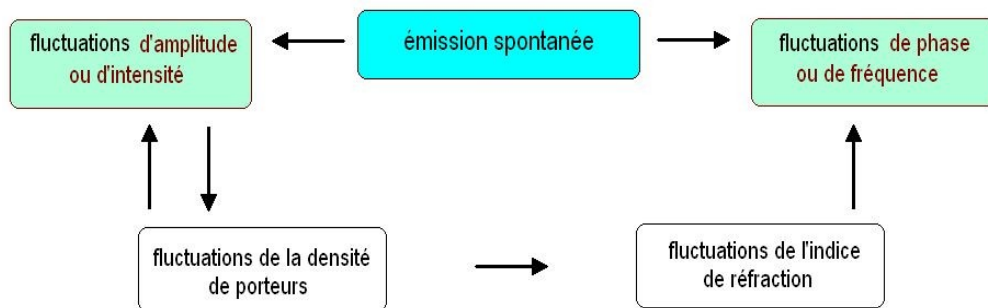 fluctuations d'amplitude
ou d'intensité
émission spontanée
fluctuations de phase
ou de fréquence
fluctuations de la densité
de porteurs
fluctuations de l'indice
de réfraction